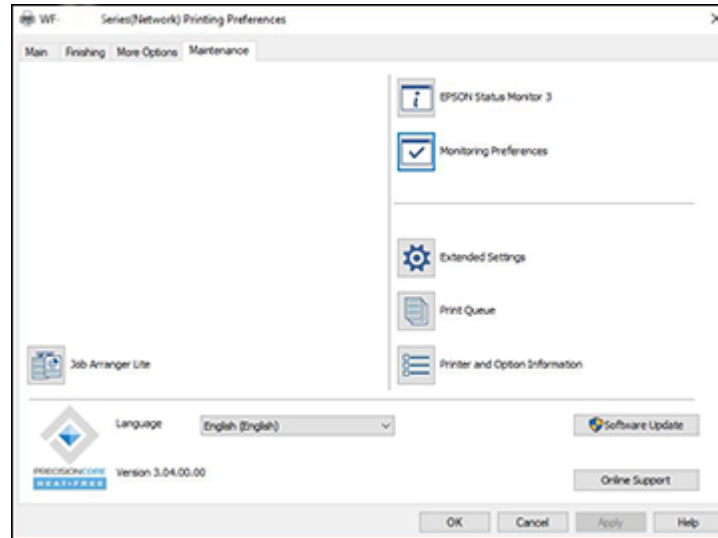 WF-        Series(Network) Printing Preferences
Main  Finishing  More Options  Maintenance
EPSON Status Monitor 3
Monitoring Preferences
Extended Settings
Print Queue
Job Arranger Lite
Printer and Option Information
Language  English (English)
Software Update
PRECISIONCORE
HEAT-FREE
Version 3.04.00.00
Online Support
OK  Cancel  Apply  Help